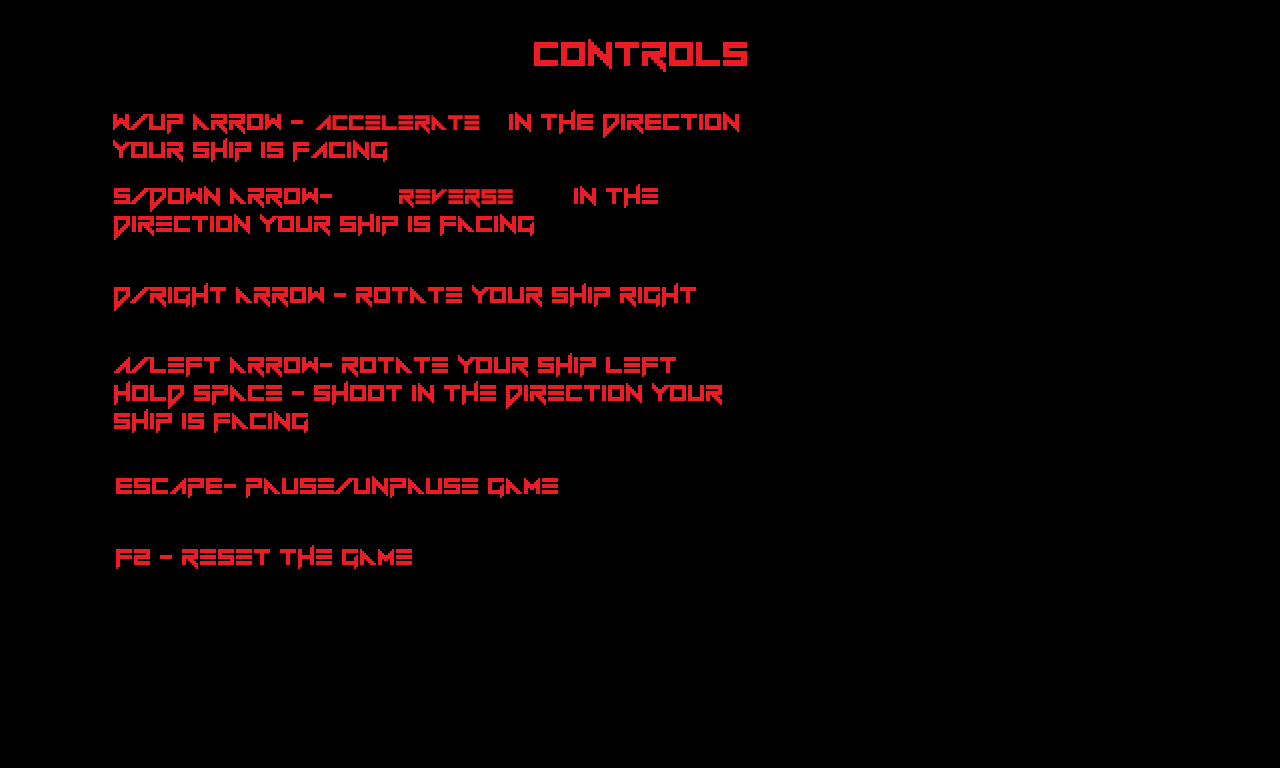 CONTROLS
W/UP ARROW - ACCELERATE IN THE DIRECTION
YOUR SHIP IS FACING
S/DOWN ARROW- REVERSE IN THE
DIRECTION YOUR SHIP IS FACING
D/RIGHT ARROW - ROTATE YOUR SHIP RIGHT
A/LEFT ARROW- ROTATE YOUR SHIP LEFT
HOLD SPACE - SHOOT IN THE DIRECTION YOUR
SHIP IS FACING
ESCAPE- PAUSE/UNPAUSE GAME
F2 - RESET THE GAME